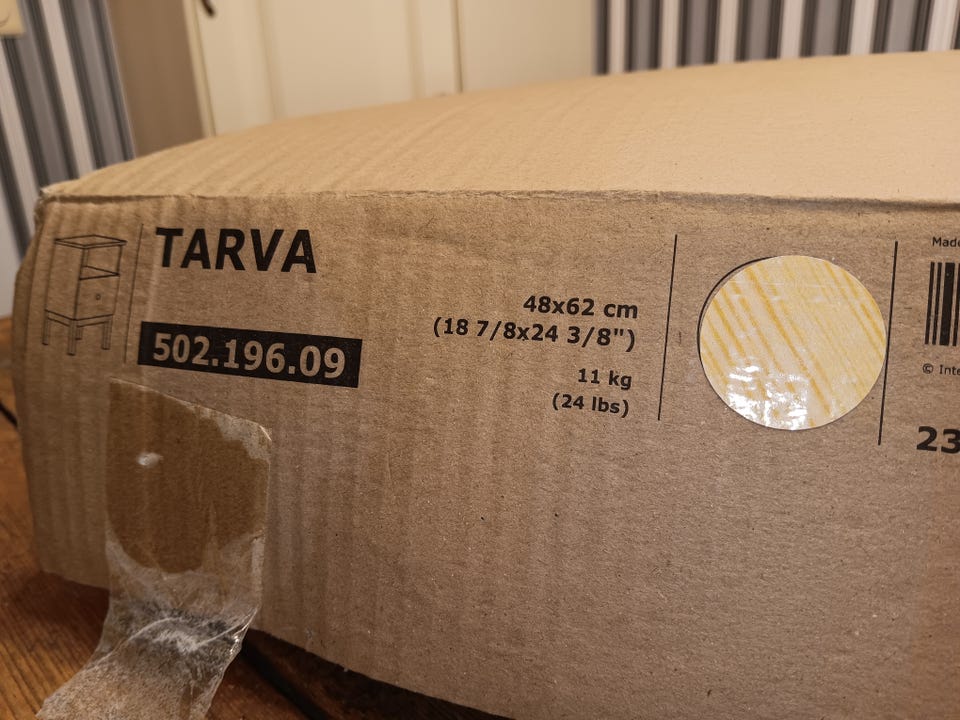 TARVA
502.196.09
48x62 cm
(18 7/8x24 3/8")
11 kg
(24 lbs)
©
23